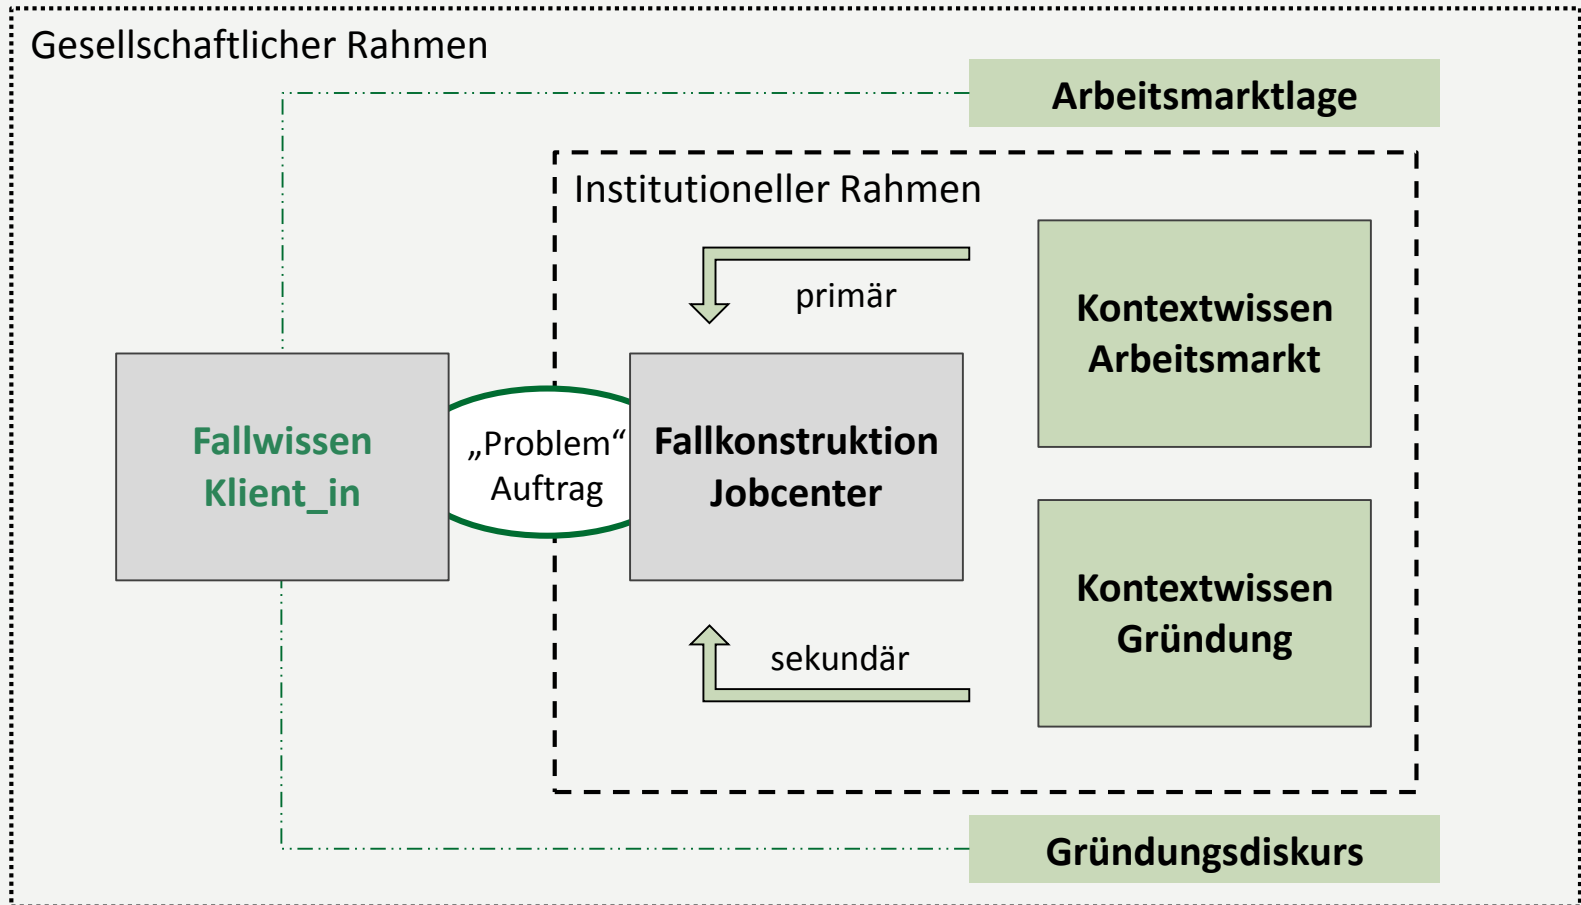 Gesellschaftlicher Rahmen
Arbeitsmarktlage
Institutioneller Rahmen
primär
Kontextwissen
Arbeitsmarkt
Fallwissen
Klient_in
„Problem“
Auftrag
Fallkonstruktion
Jobcenter
Kontextwissen
Gründung
sekundär
Gründungsdiskurs